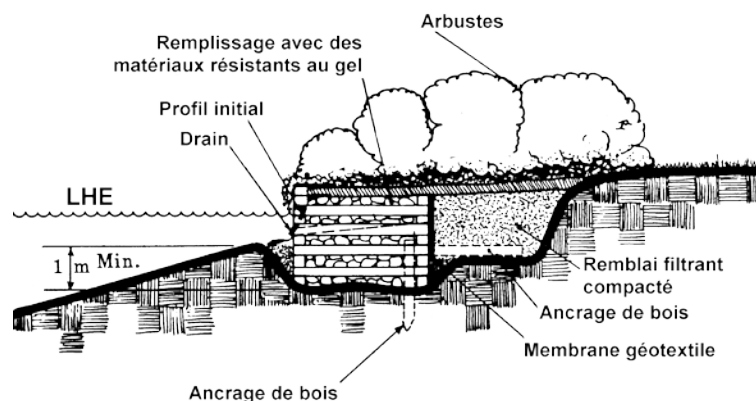 Arbustes
Remplissage avec des
matériaux résistants au gel
Profil initial
Drain
LHE
1 m Min.
Remblai filtrant
compacté
Ancrage de bois
Membrane géotextile
Ancrage de bois